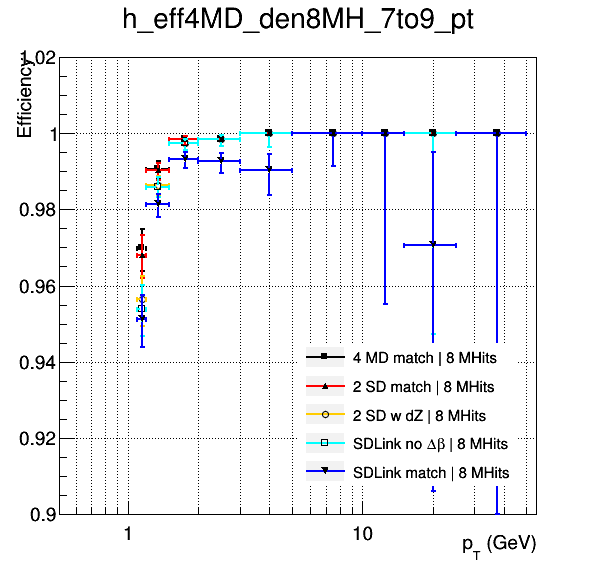 h_eff4MD_den8MH_7to9_pt
Efficiency
1.02
1
0.98
0.96
0.94
0.92
0.9
4 MD match | 8 MHits
2 SD match | 8 MHits
2 SD w dZ | 8 MHits
SDLink no Δβ | 8 MHits
SDLink match | 8 MHits
1
10
p_T (GeV)